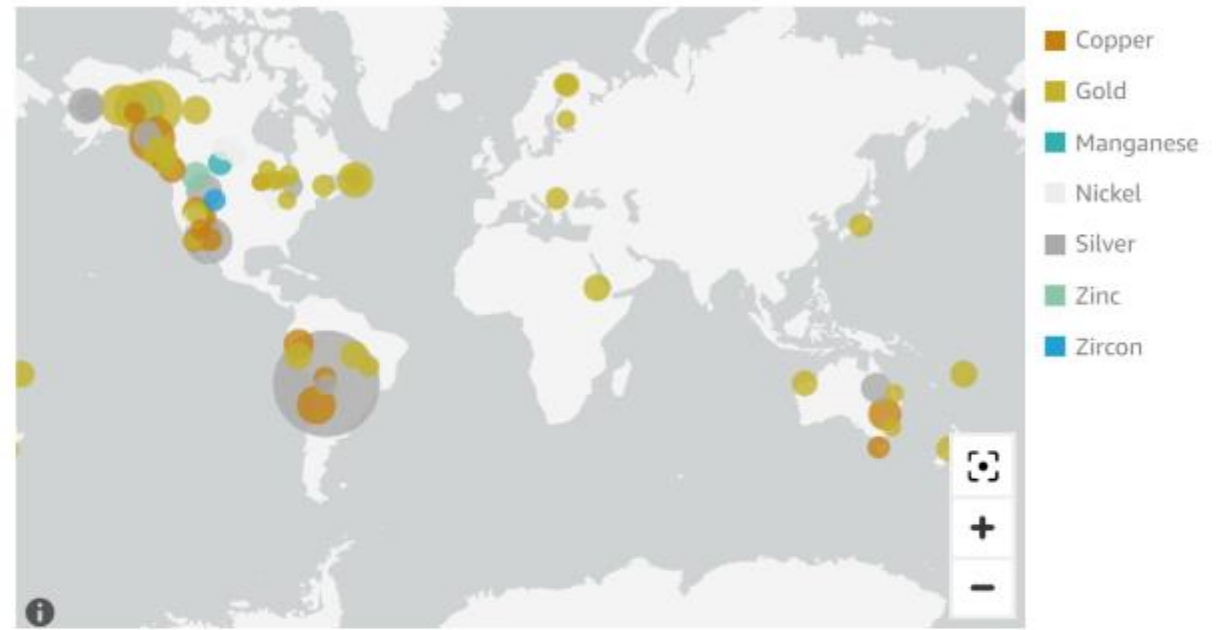 Copper
Gold
Manganese
Nickel
Silver
Zinc
Zircon